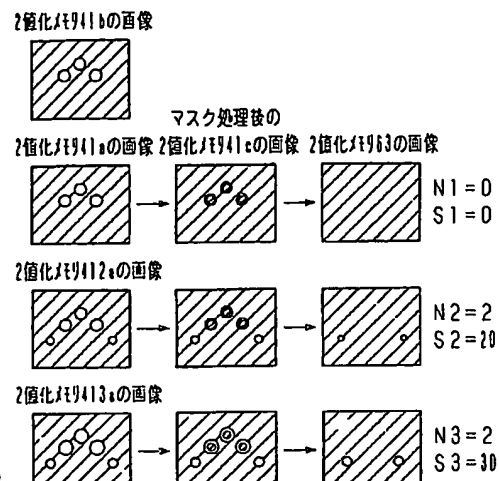 2値化メモリ41bの画像
マスク処理後の
2値化メモリ41aの画像 2値化メモリ41cの画像 2値化メモリ63の画像
N1=0
S1=0
2値化メモリ412aの画像
N2=2
S2=20
2値化メモリ413aの画像
N3=2
S3=30